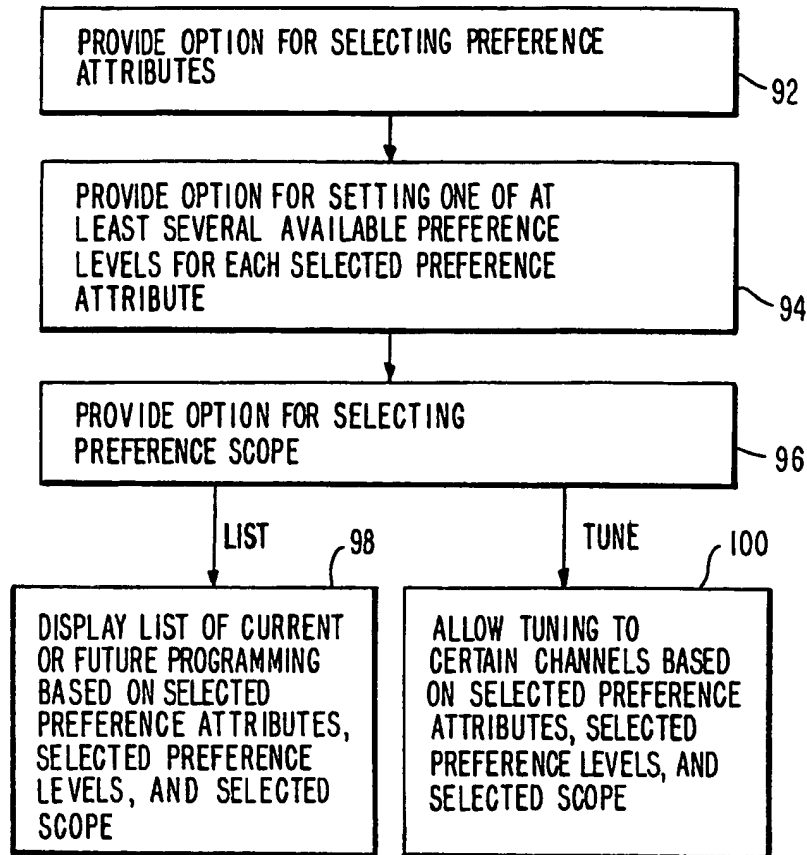 PROVIDE OPTION FOR SELECTING PREFERENCE
ATTRIBUTES
92
PROVIDE OPTION FOR SETTING ONE OF AT
LEAST SEVERAL AVAILABLE PREFERENCE
LEVELS FOR EACH SELECTED PREFERENCE
ATTRIBUTE
94
PROVIDE OPTION FOR SELECTING
PREFERENCE SCOPE
96
LIST
98
DISPLAY LIST OF CURRENT
OR FUTURE PROGRAMMING
BASED ON SELECTED
PREFERENCE ATTRIBUTES,
SELECTED PREFERENCE
LEVELS, AND SELECTED
SCOPE
TUNE
100
ALLOW TUNING TO
CERTAIN CHANNELS BASED
ON SELECTED PREFERENCE
ATTRIBUTES, SELECTED
PREFERENCE LEVELS, AND
SELECTED SCOPE